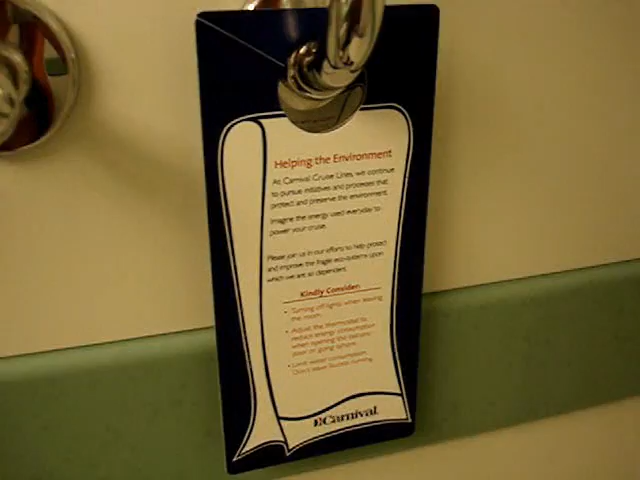 Helping the Environment
At Carnival Cruise Lines, we continue
to pursue initiatives and processes that
protect and preserve the environment.
Imagine the energy used everyday to
power your cruise.
Please join us in our efforts to help protect
and improve the fragile eco-systems upon
which we are so dependent.
Kindly Consider:
• Turning off lights when leaving
the room.
• Adjust the thermostat to
reduce energy consumption
when opening the balcony
door or going ashore.
• Limit water consumption.
Don't leave faucets running.
Carnival